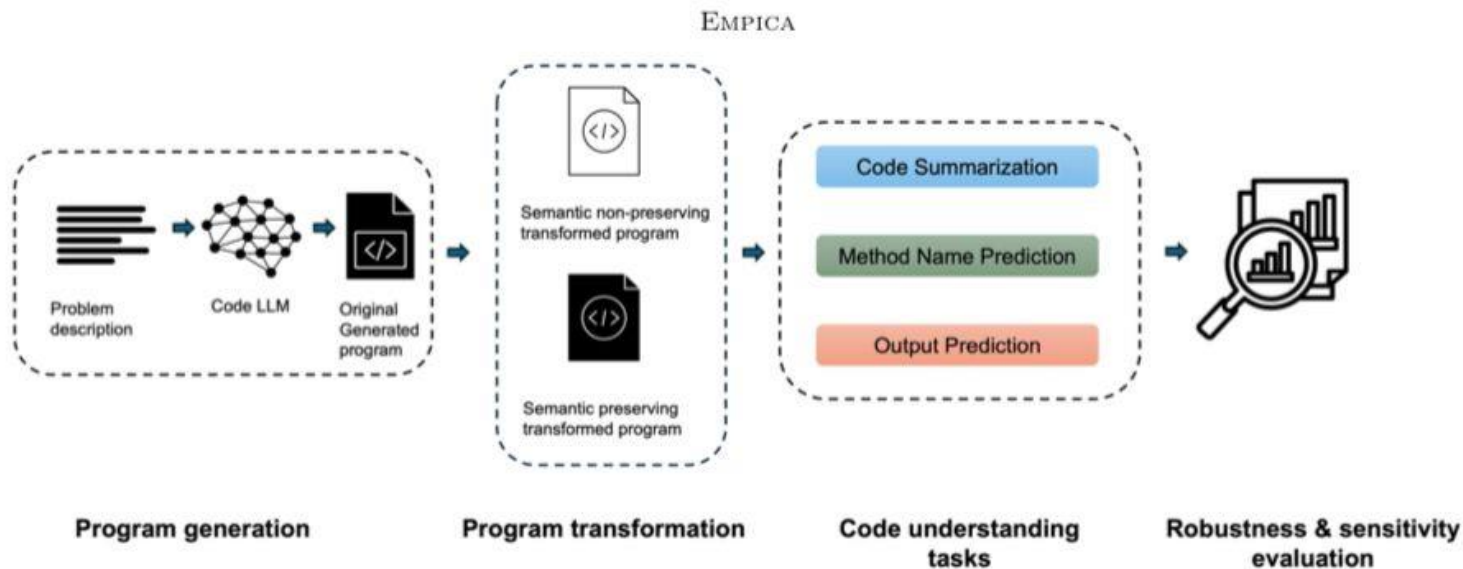 EMPICA
</>
Semantic non-preserving
transformed program
</>
Semantic preserving
transformed program
Problem
description
Code LLM
</>
Original
Generated
program
Code Summarization
Method Name Prediction
Output Prediction
Program generation
Program transformation
Code understanding
tasks
Robustness & sensitivity
evaluation